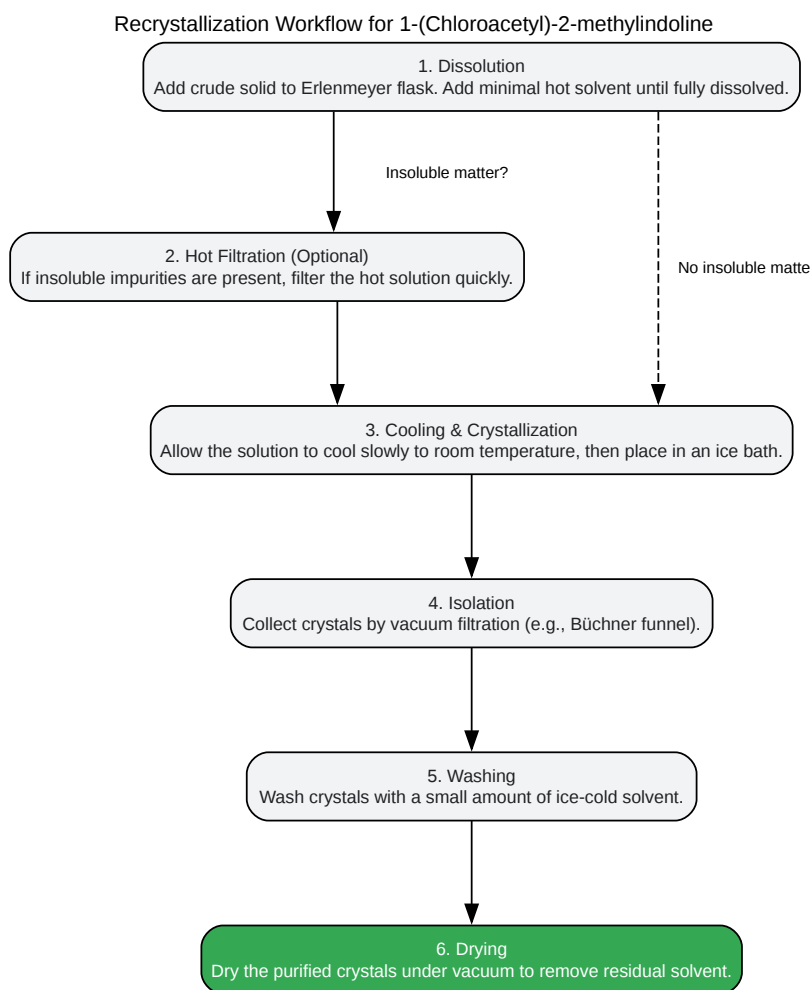 Recrystallization Workflow for 1-(Chloroacetyl)-2-methylindoline
1. Dissolution
Add crude solid to Erlenmeyer flask. Add minimal hot solvent until fully dissolved.
Insoluble matter?
2. Hot Filtration (Optional)
If insoluble impurities are present, filter the hot solution quickly.
No insoluble matte
3. Cooling & Crystallization
Allow the solution to cool slowly to room temperature, then place in an ice bath.
4. Isolation
Collect crystals by vacuum filtration (e.g., Büchner funnel).
5. Washing
Wash crystals with a small amount of ice-cold solvent.
6. Drying
Dry the purified crystals under vacuum to remove residual solvent.